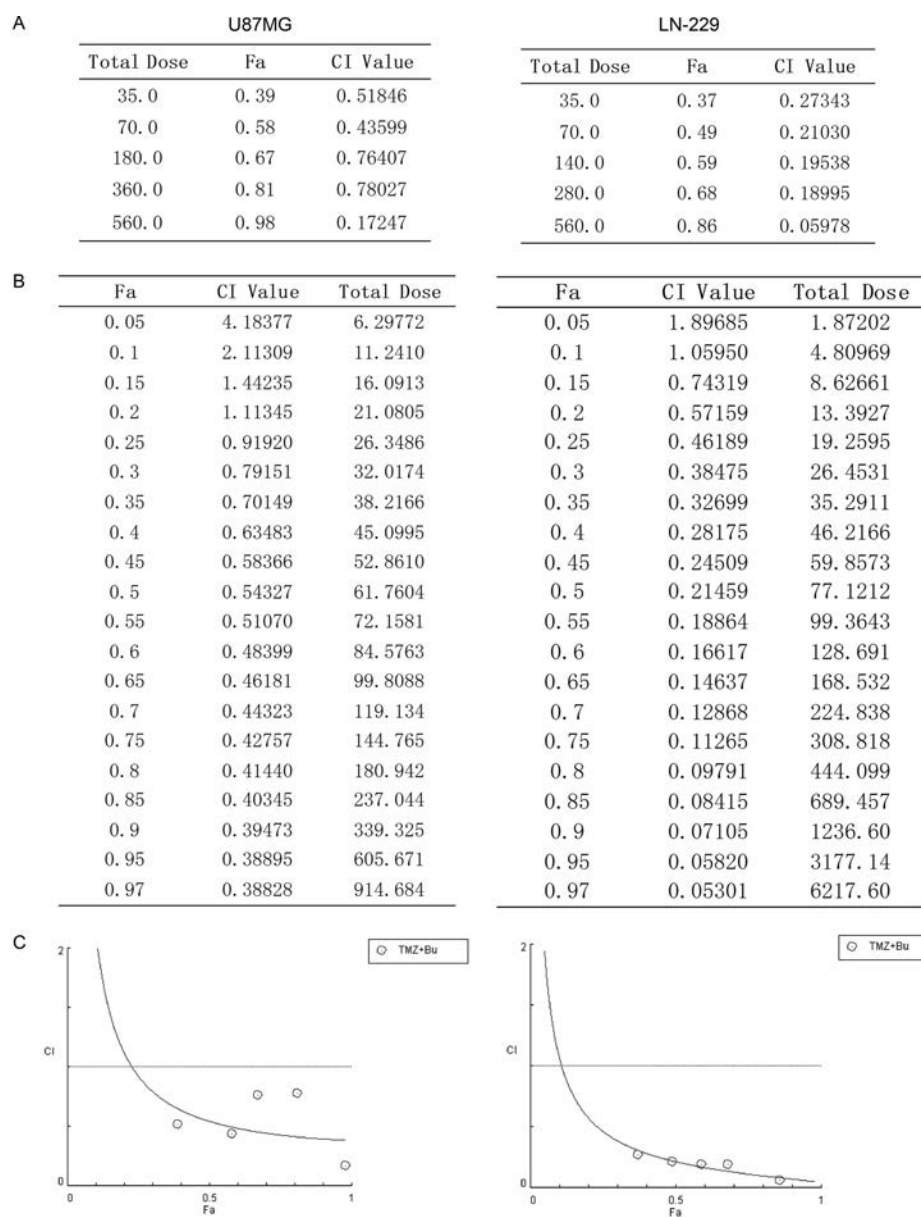 A U87MG LN-229
Total Dose Fa CI Value
35.0 0.39 0.51846
70.0 0.58 0.43599
180.0 0.67 0.76407
360.0 0.81 0.78027
560.0 0.98 0.17247
Total Dose Fa CI Value
35.0 0.37 0.27343
70.0 0.49 0.21030
140.0 0.59 0.19538
280.0 0.68 0.18995
560.0 0.86 0.05978
B
Fa CI Value Total Dose
0.05 4.18377 6.29772
0.1 2.11309 11.2410
0.15 1.44235 16.0913
0.2 1.11345 21.0805
0.25 0.91920 26.3486
0.3 0.79151 32.0174
0.35 0.70149 38.2166
0.4 0.63483 45.0995
0.45 0.58366 52.8610
0.5 0.54327 61.7604
0.55 0.51070 72.1581
0.6 0.48399 84.5763
0.65 0.46181 99.8088
0.7 0.44323 119.134
0.75 0.42757 144.765
0.8 0.41440 180.942
0.85 0.40345 237.044
0.9 0.39473 339.325
0.95 0.38895 605.671
0.97 0.38828 914.684
Fa CI Value Total Dose
0.05 1.89685 1.87202
0.1 1.05950 4.80969
0.15 0.74319 8.62661
0.2 0.57159 13.3927
0.25 0.46189 19.2595
0.3 0.38475 26.4531
0.35 0.32699 35.2911
0.4 0.28175 46.2166
0.45 0.24509 59.8573
0.5 0.21459 77.1212
0.55 0.18864 99.3643
0.6 0.16617 128.691
0.65 0.14637 168.532
0.7 0.12868 224.838
0.75 0.11265 308.818
0.8 0.09791 444.099
0.85 0.08415 689.457
0.9 0.07105 1236.60
0.95 0.05820 3177.14
0.97 0.05301 6217.60
C
2
TMZ+Bu
CI
0
0 0.5 1
Fa
2
TMZ+Bu
CI
0
0 0.5 1
Fa